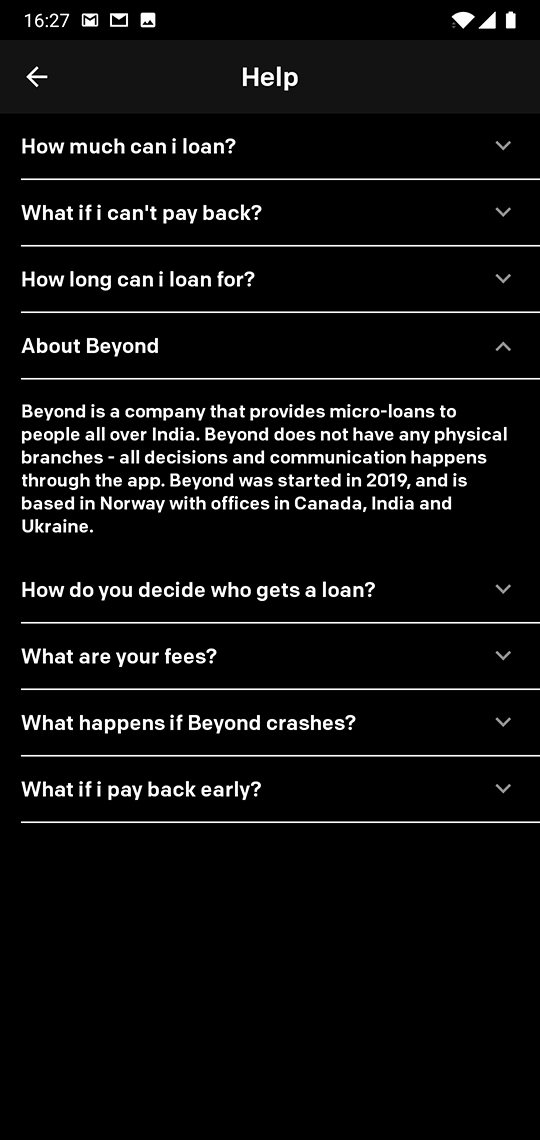 16:27
Help
How much can i loan?
What if i can't pay back?
How long can i loan for?
About Beyond
Beyond is a company that provides micro-loans to
people all over India. Beyond does not have any physical
branches - all decisions and communication happens
through the app. Beyond was started in 2019, and is
based in Norway with offices in Canada, India and
Ukraine.
How do you decide who gets a loan?
What are your fees?
What happens if Beyond crashes?
What if i pay back early?